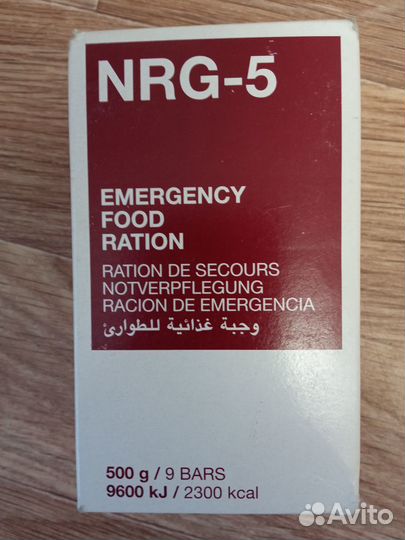 NRG-5
EMERGENCY
FOOD
RATION
RATION DE SECOURS
NOTVERPFLEGUNG
RACION DE EMERGENCIA
وجبة غذائية للطوارئ
500 g / 9 BARS
9600 kJ / 2300 kcal
Avito